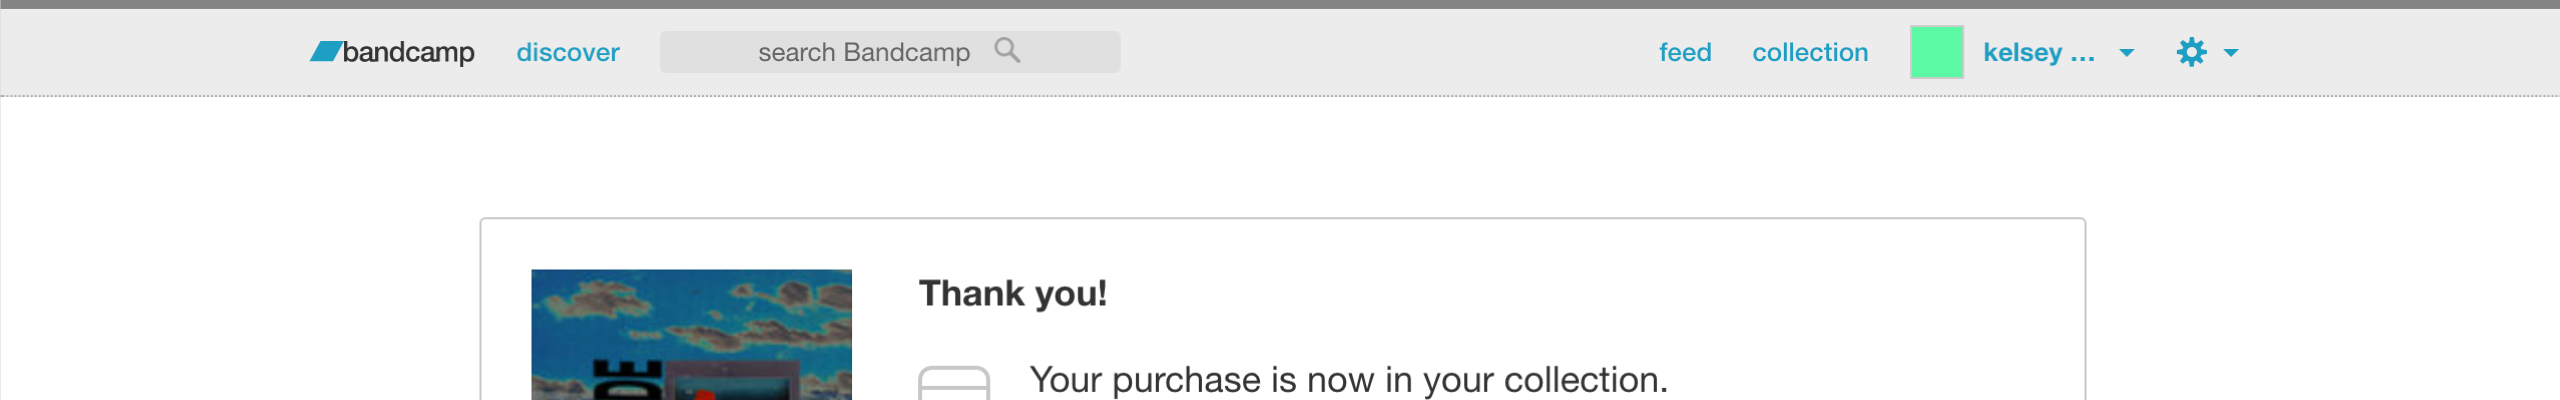 bandcamp discover search Bandcamp feed collection kelsey ...
Thank you!
Your purchase is now in your collection.